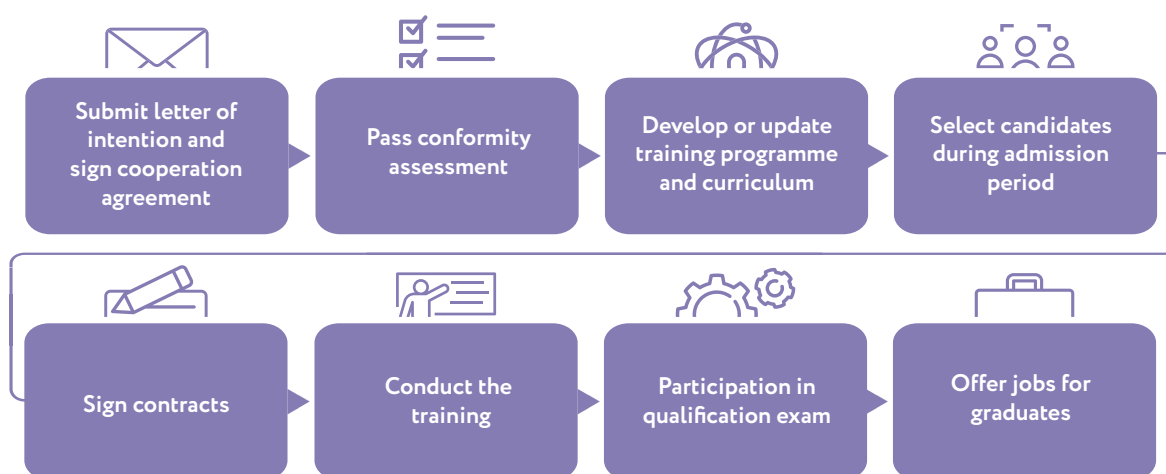 Submit letter of
intention and
sign cooperation
agreement
Pass conformity
assessment
Develop or update
training programme
and curriculum
Select candidates
during admission
period
Sign contracts
Conduct the
training
Participation in
qualification exam
Offer jobs for
graduates